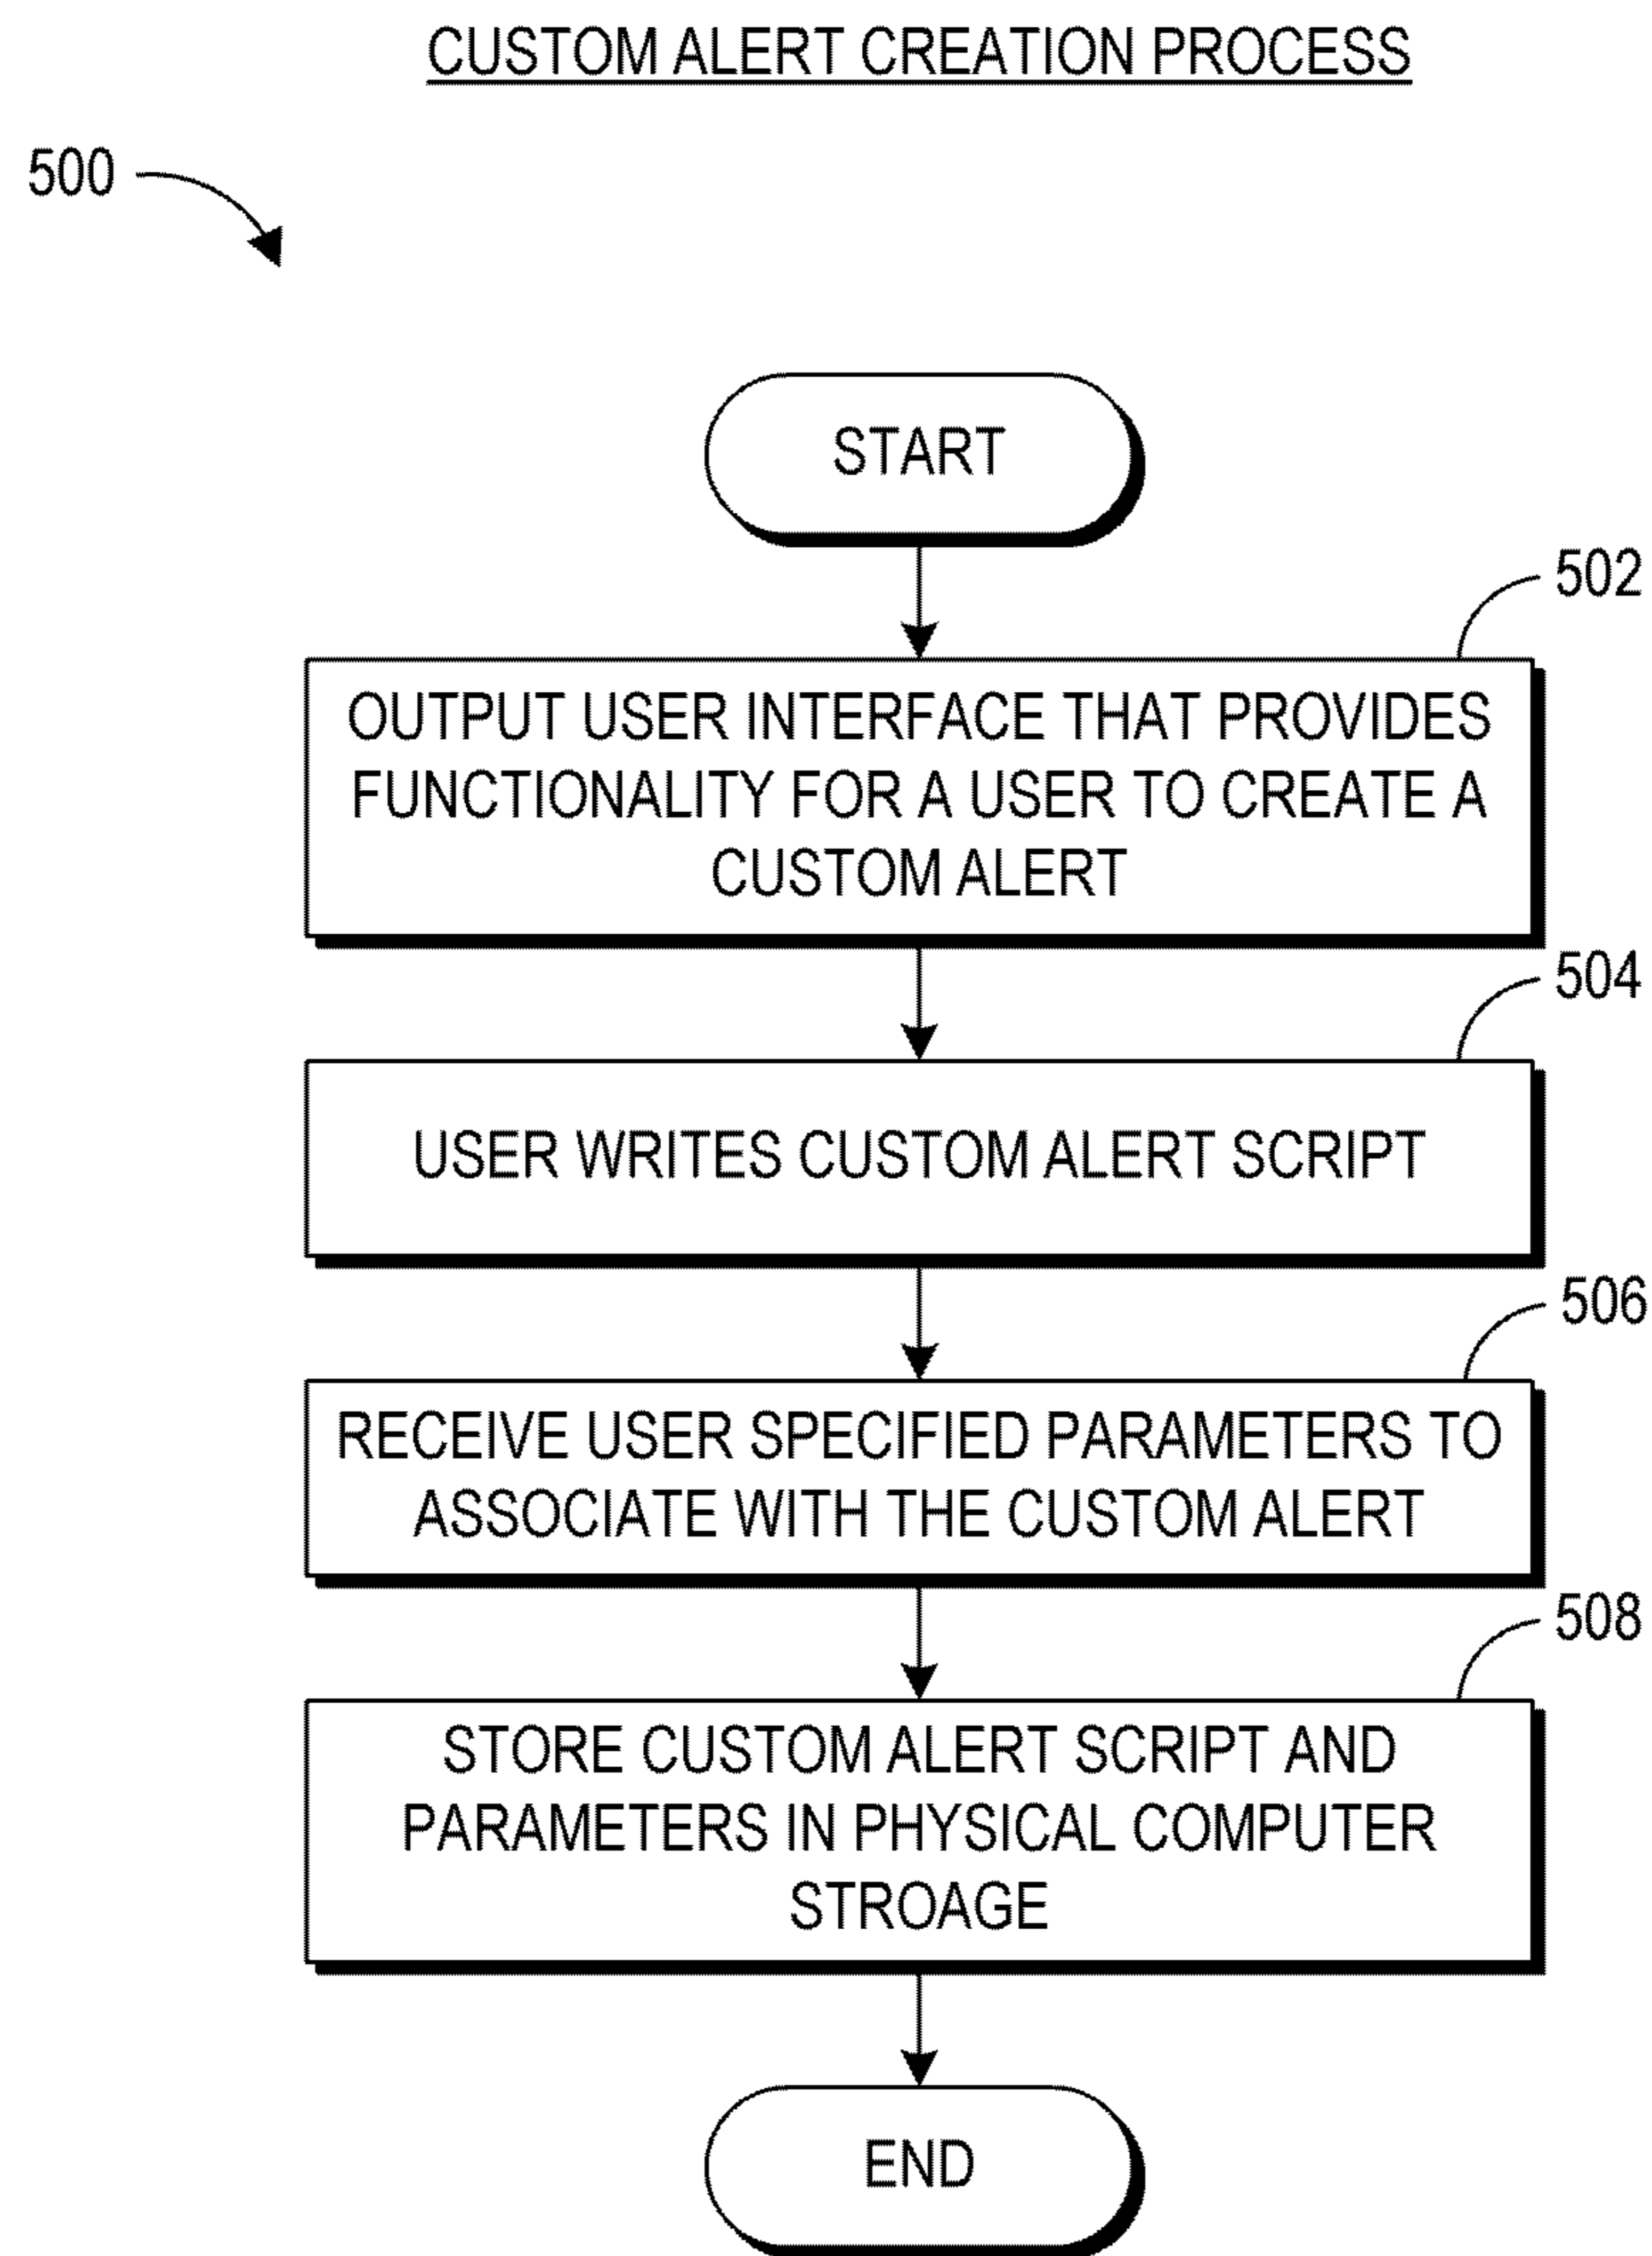 CUSTOM ALERT CREATION PROCESS
500
START
502
OUTPUT USER INTERFACE THAT PROVIDES
FUNCTIONALITY FOR A USER TO CREATE A
CUSTOM ALERT
504
USER WRITES CUSTOM ALERT SCRIPT
506
RECEIVE USER SPECIFIED PARAMETERS TO
ASSOCIATE WITH THE CUSTOM ALERT
508
STORE CUSTOM ALERT SCRIPT AND
PARAMETERS IN PHYSICAL COMPUTER
STROAGE
END